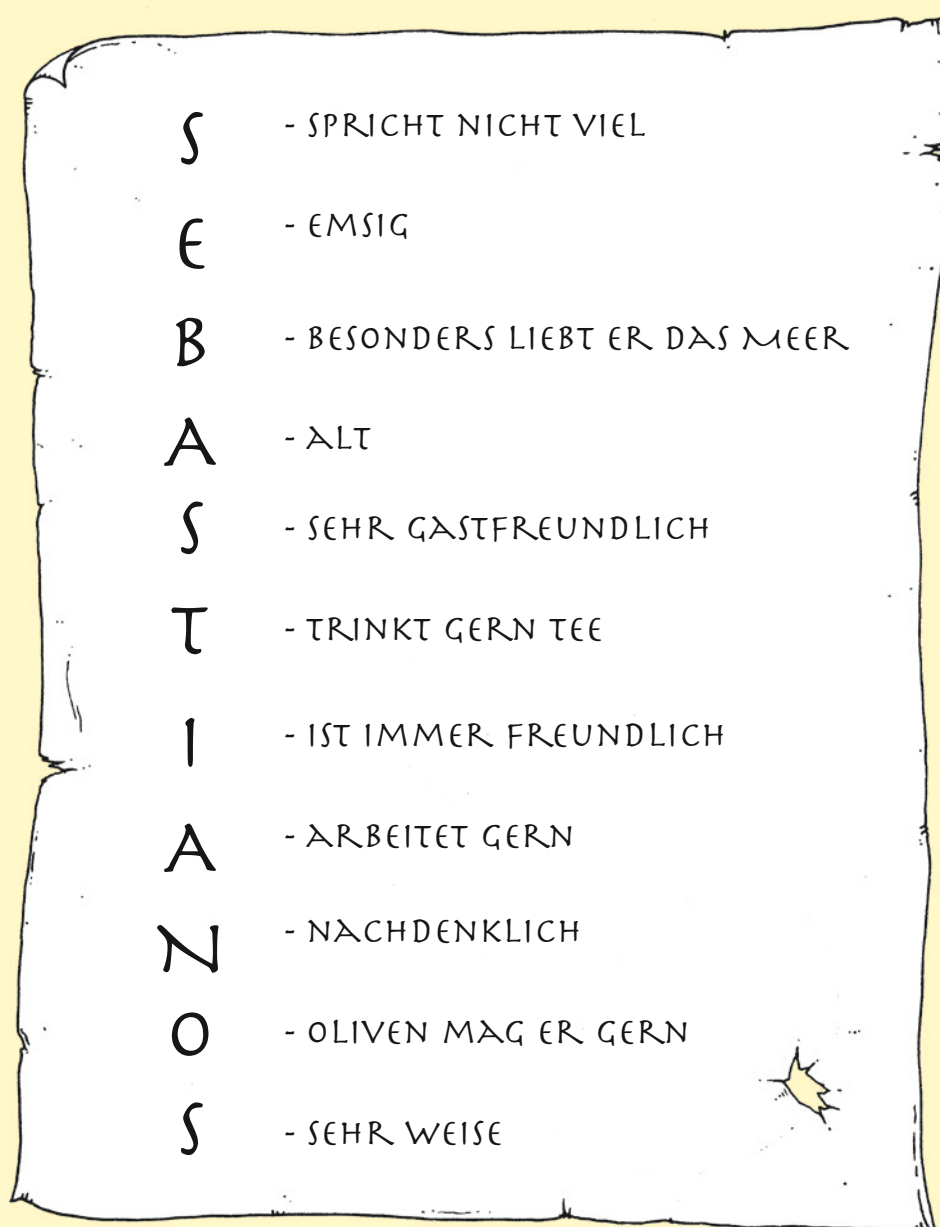 S - SPRICHT NICHT VIEL
E - EMSIG
B - BESONDERS LIEBT ER DAS MEER
A - ALT
S - SEHR GASTFREUNDLICH
T - TRINKT GERN TEE
I - IST IMMER FREUNDLICH
A - ARBEITET GERN
N - NACHDENKLICH
O - OLIVEN MAG ER GERN
S - SEHR WEISE